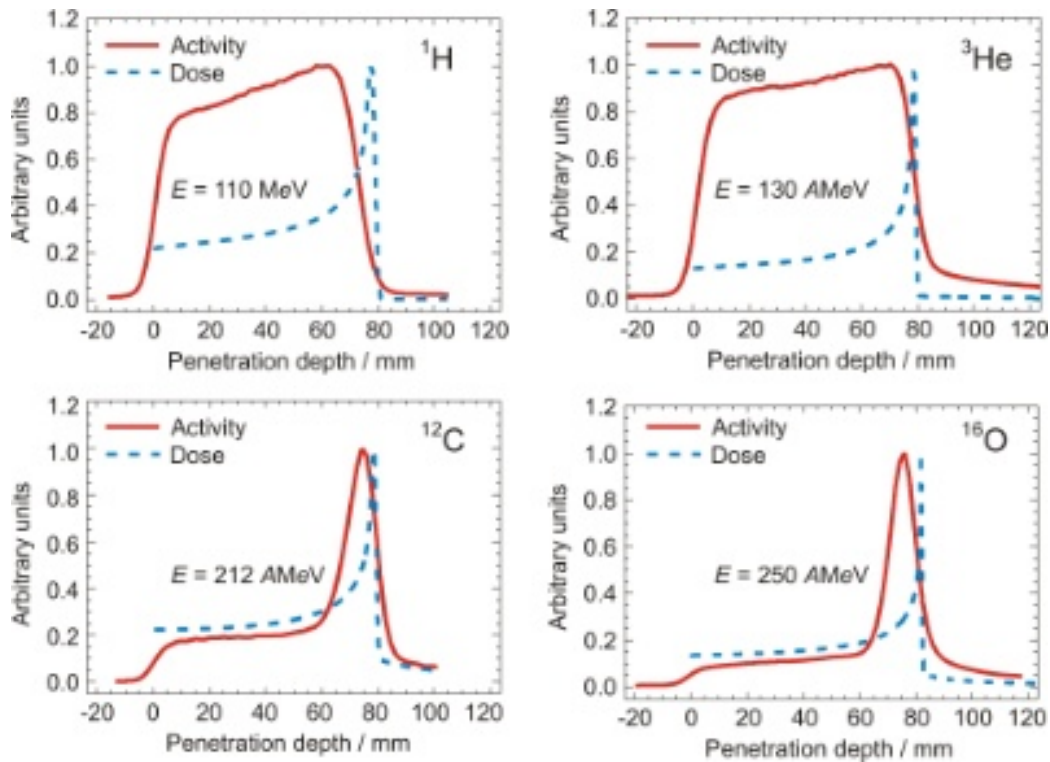 1.2
1.0
0.8
0.6
0.4
0.2
0.0
Arbitrary units
Activity
Dose
¹H
E = 110 MeV
-20 0 20 40 60 80 100 120
Penetration depth / mm
1.2
1.0
0.8
0.6
0.4
0.2
0.0
Arbitrary units
Activity
Dose
³He
E = 130 AMeV
-20 0 20 40 60 80 100 120
Penetration depth / mm
1.2
1.0
0.8
0.6
0.4
0.2
0.0
Arbitrary units
Activity
Dose
¹²C
E = 212 AMeV
-20 0 20 40 60 80 100 120
Penetration depth / mm
1.2
1.0
0.8
0.6
0.4
0.2
0.0
Arbitrary units
Activity
Dose
¹⁶O
E = 250 AMeV
-20 0 20 40 60 80 100 120
Penetration depth / mm